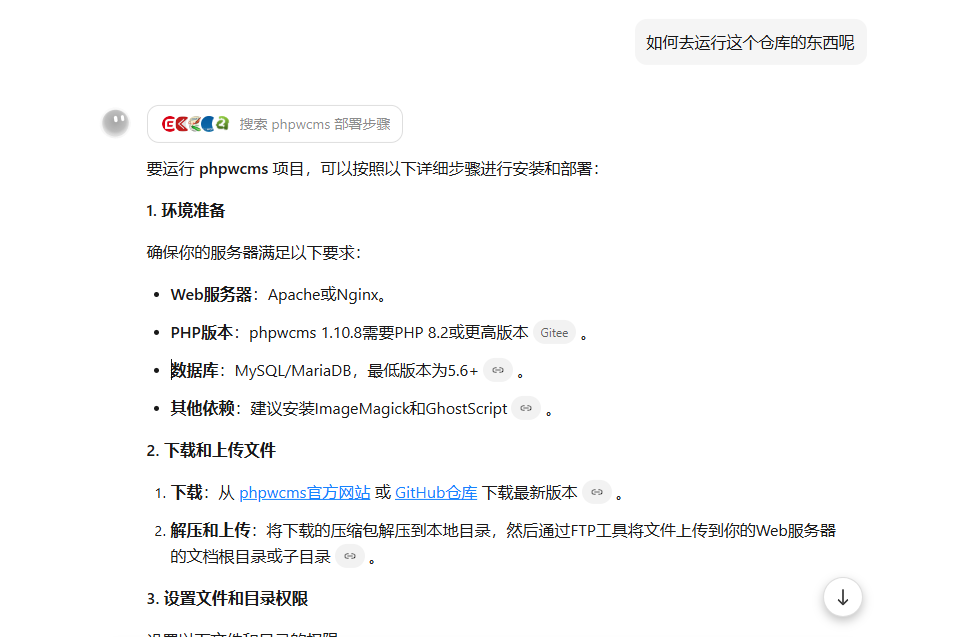 如何去运行这个仓库的东西呢
搜索 phpwcms 部署步骤
要运行 phpwcms 项目，可以按照以下详细步骤进行安装和部署：
1. 环境准备
确保你的服务器满足以下要求：
• Web服务器：Apache或Nginx。
• PHP版本：phpwcms 1.10.8需要PHP 8.2或更高版本 Gitee 。
• 数据库：MySQL/MariaDB，最低版本为5.6+ 。
• 其他依赖：建议安装ImageMagick和GhostScript 。
2. 下载和上传文件
1. 下载：从 phpwcms官方网站 或 GitHub仓库 下载最新版本 。
2. 解压和上传：将下载的压缩包解压到本地目录，然后通过FTP工具将文件上传到你的Web服务器
的文档根目录或子目录 。
3. 设置文件和目录权限